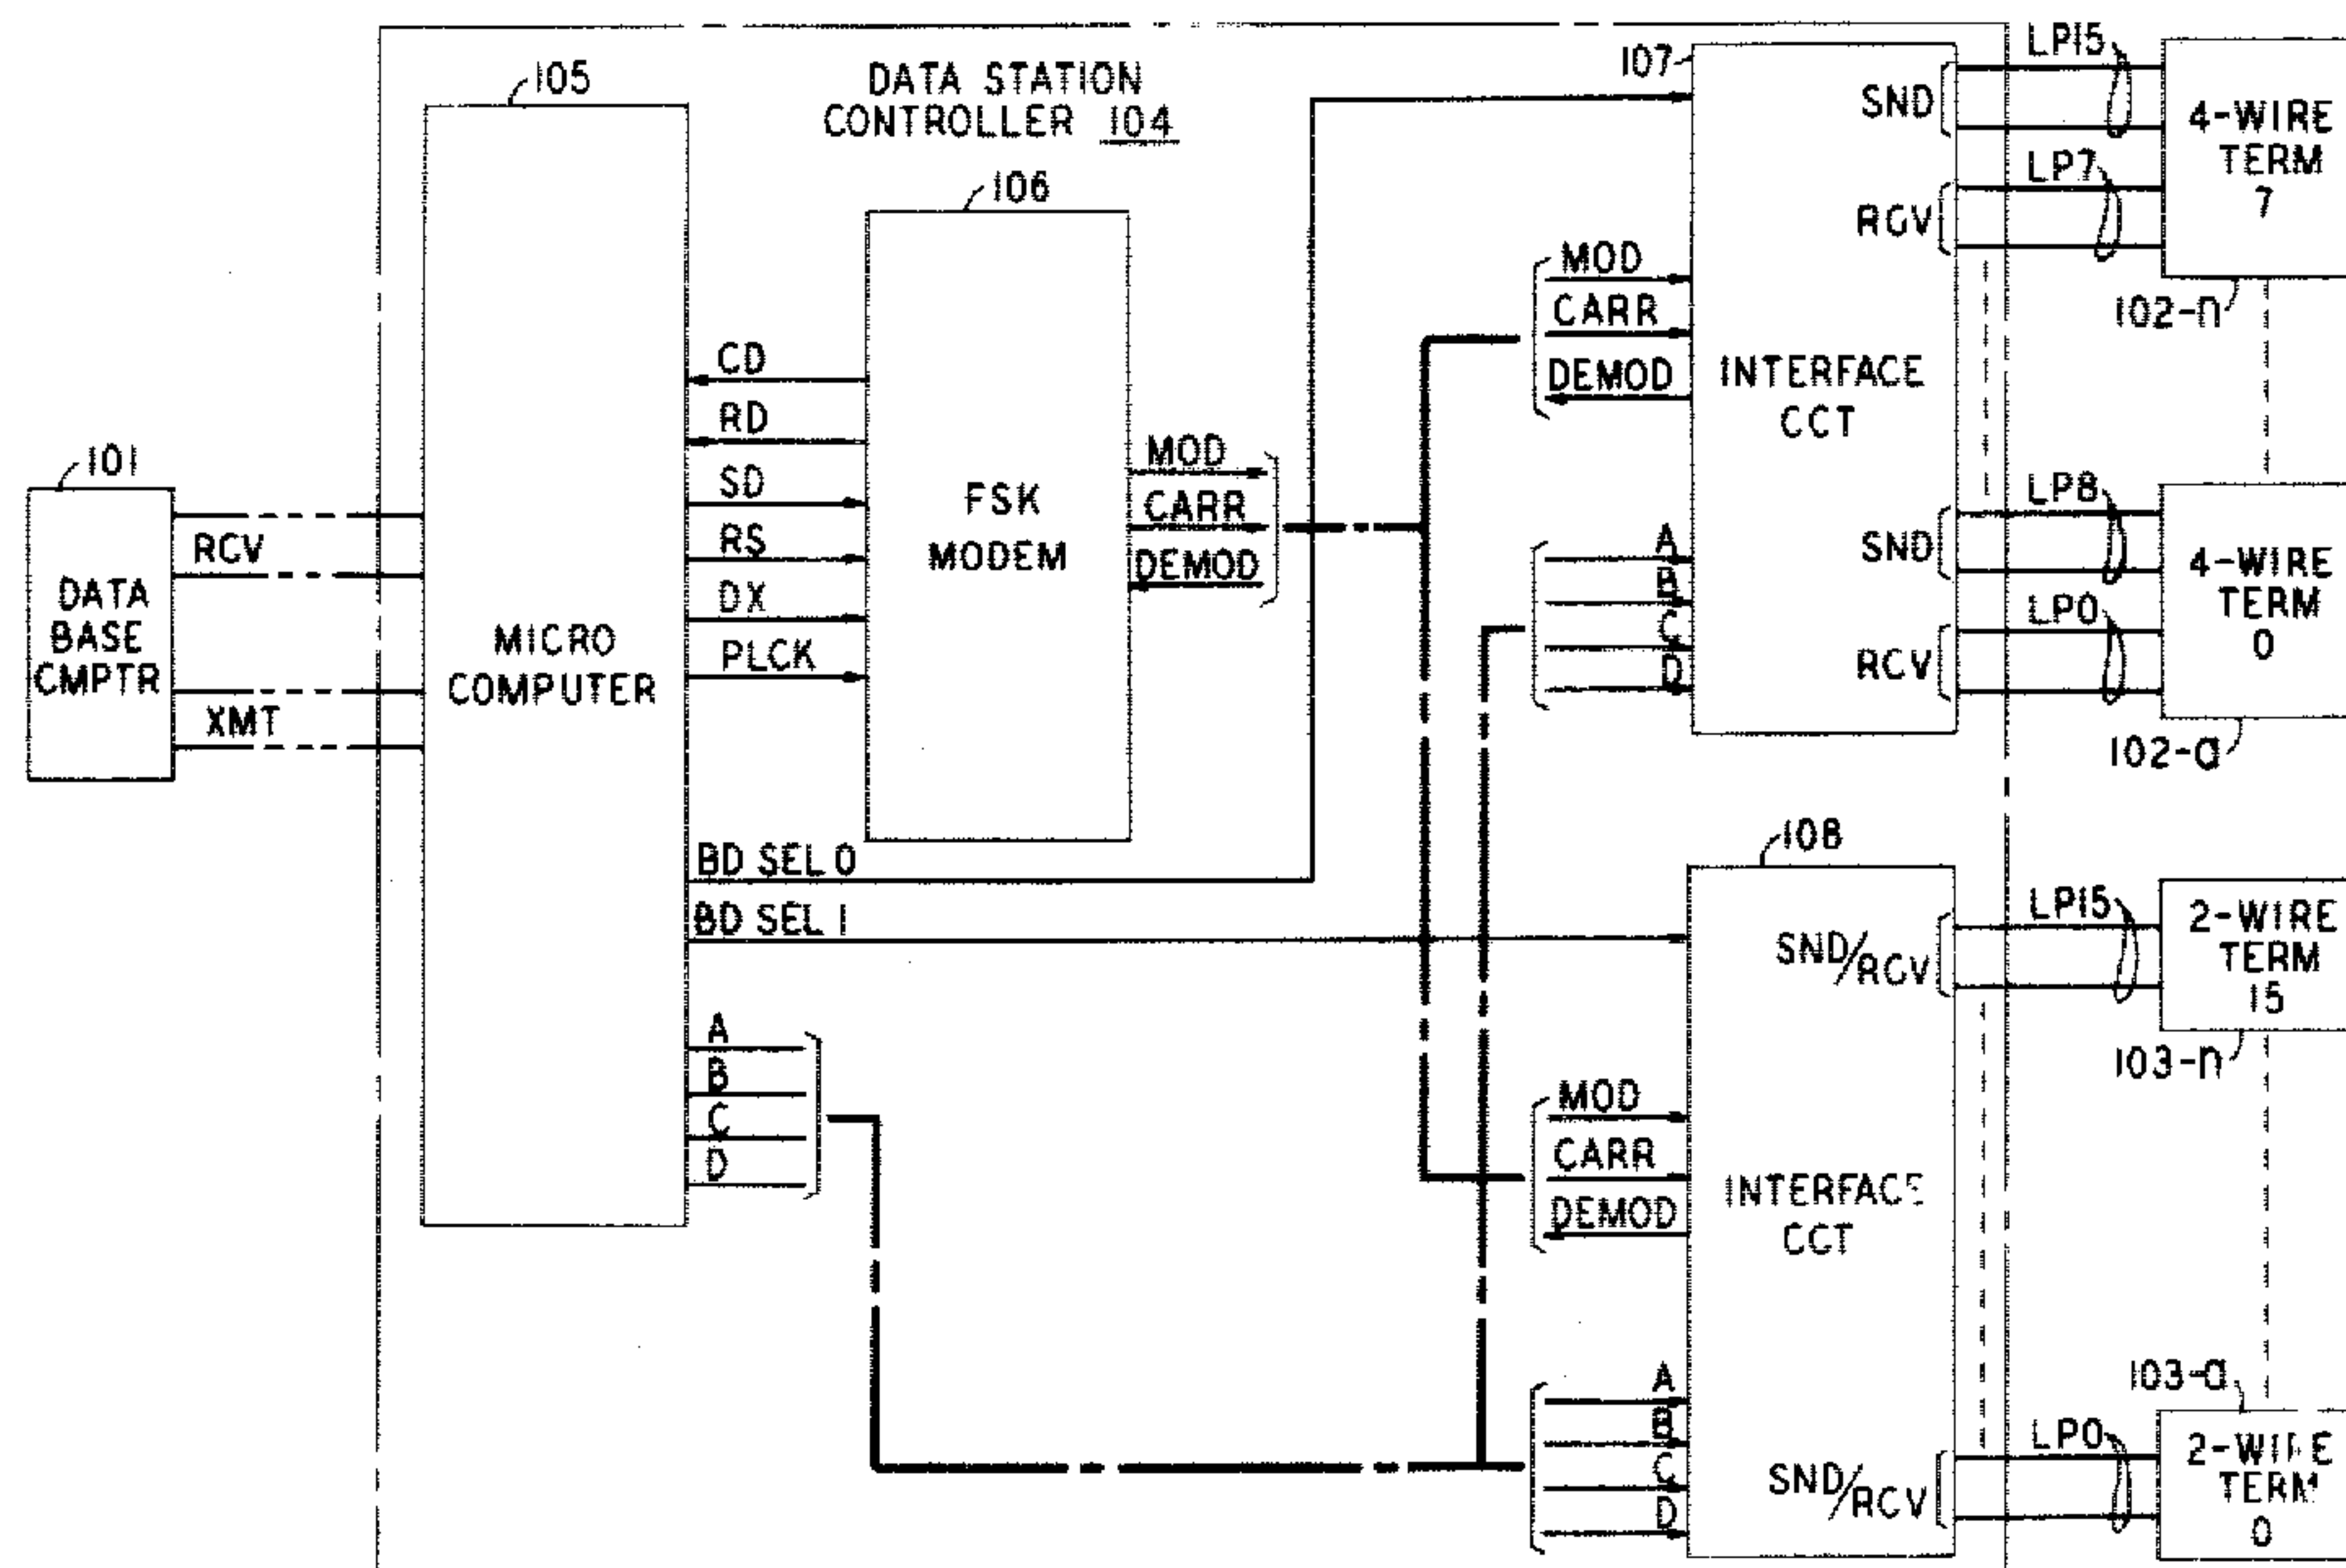 DATA STATION
CONTROLLER 104
101
DATA
BASE
CMPTR
RCV
XMT
105
MICRO
COMPUTER
CD
RD
SD
RS
DX
PLCK
BD SEL 0
BD SEL 1
A
B
C
D
106
FSK
MODEM
MOD
CARR
DEMOD
107
INTERFACE
CCT
MOD
CARR
DEMOD
A
B
C
D
SND
RCV
SND
RCV
LP15
LP7
4-WIRE
TERM
7
102-n
LP8
LP0
4-WIRE
TERM
0
102-a
108
INTERFACE
CCT
MOD
CARR
DEMOD
A
B
C
D
SND/RCV
SND/RCV
LP15
2-WIRE
TERM
15
103-n
103-a
LP0
2-WIRE
TERM
0